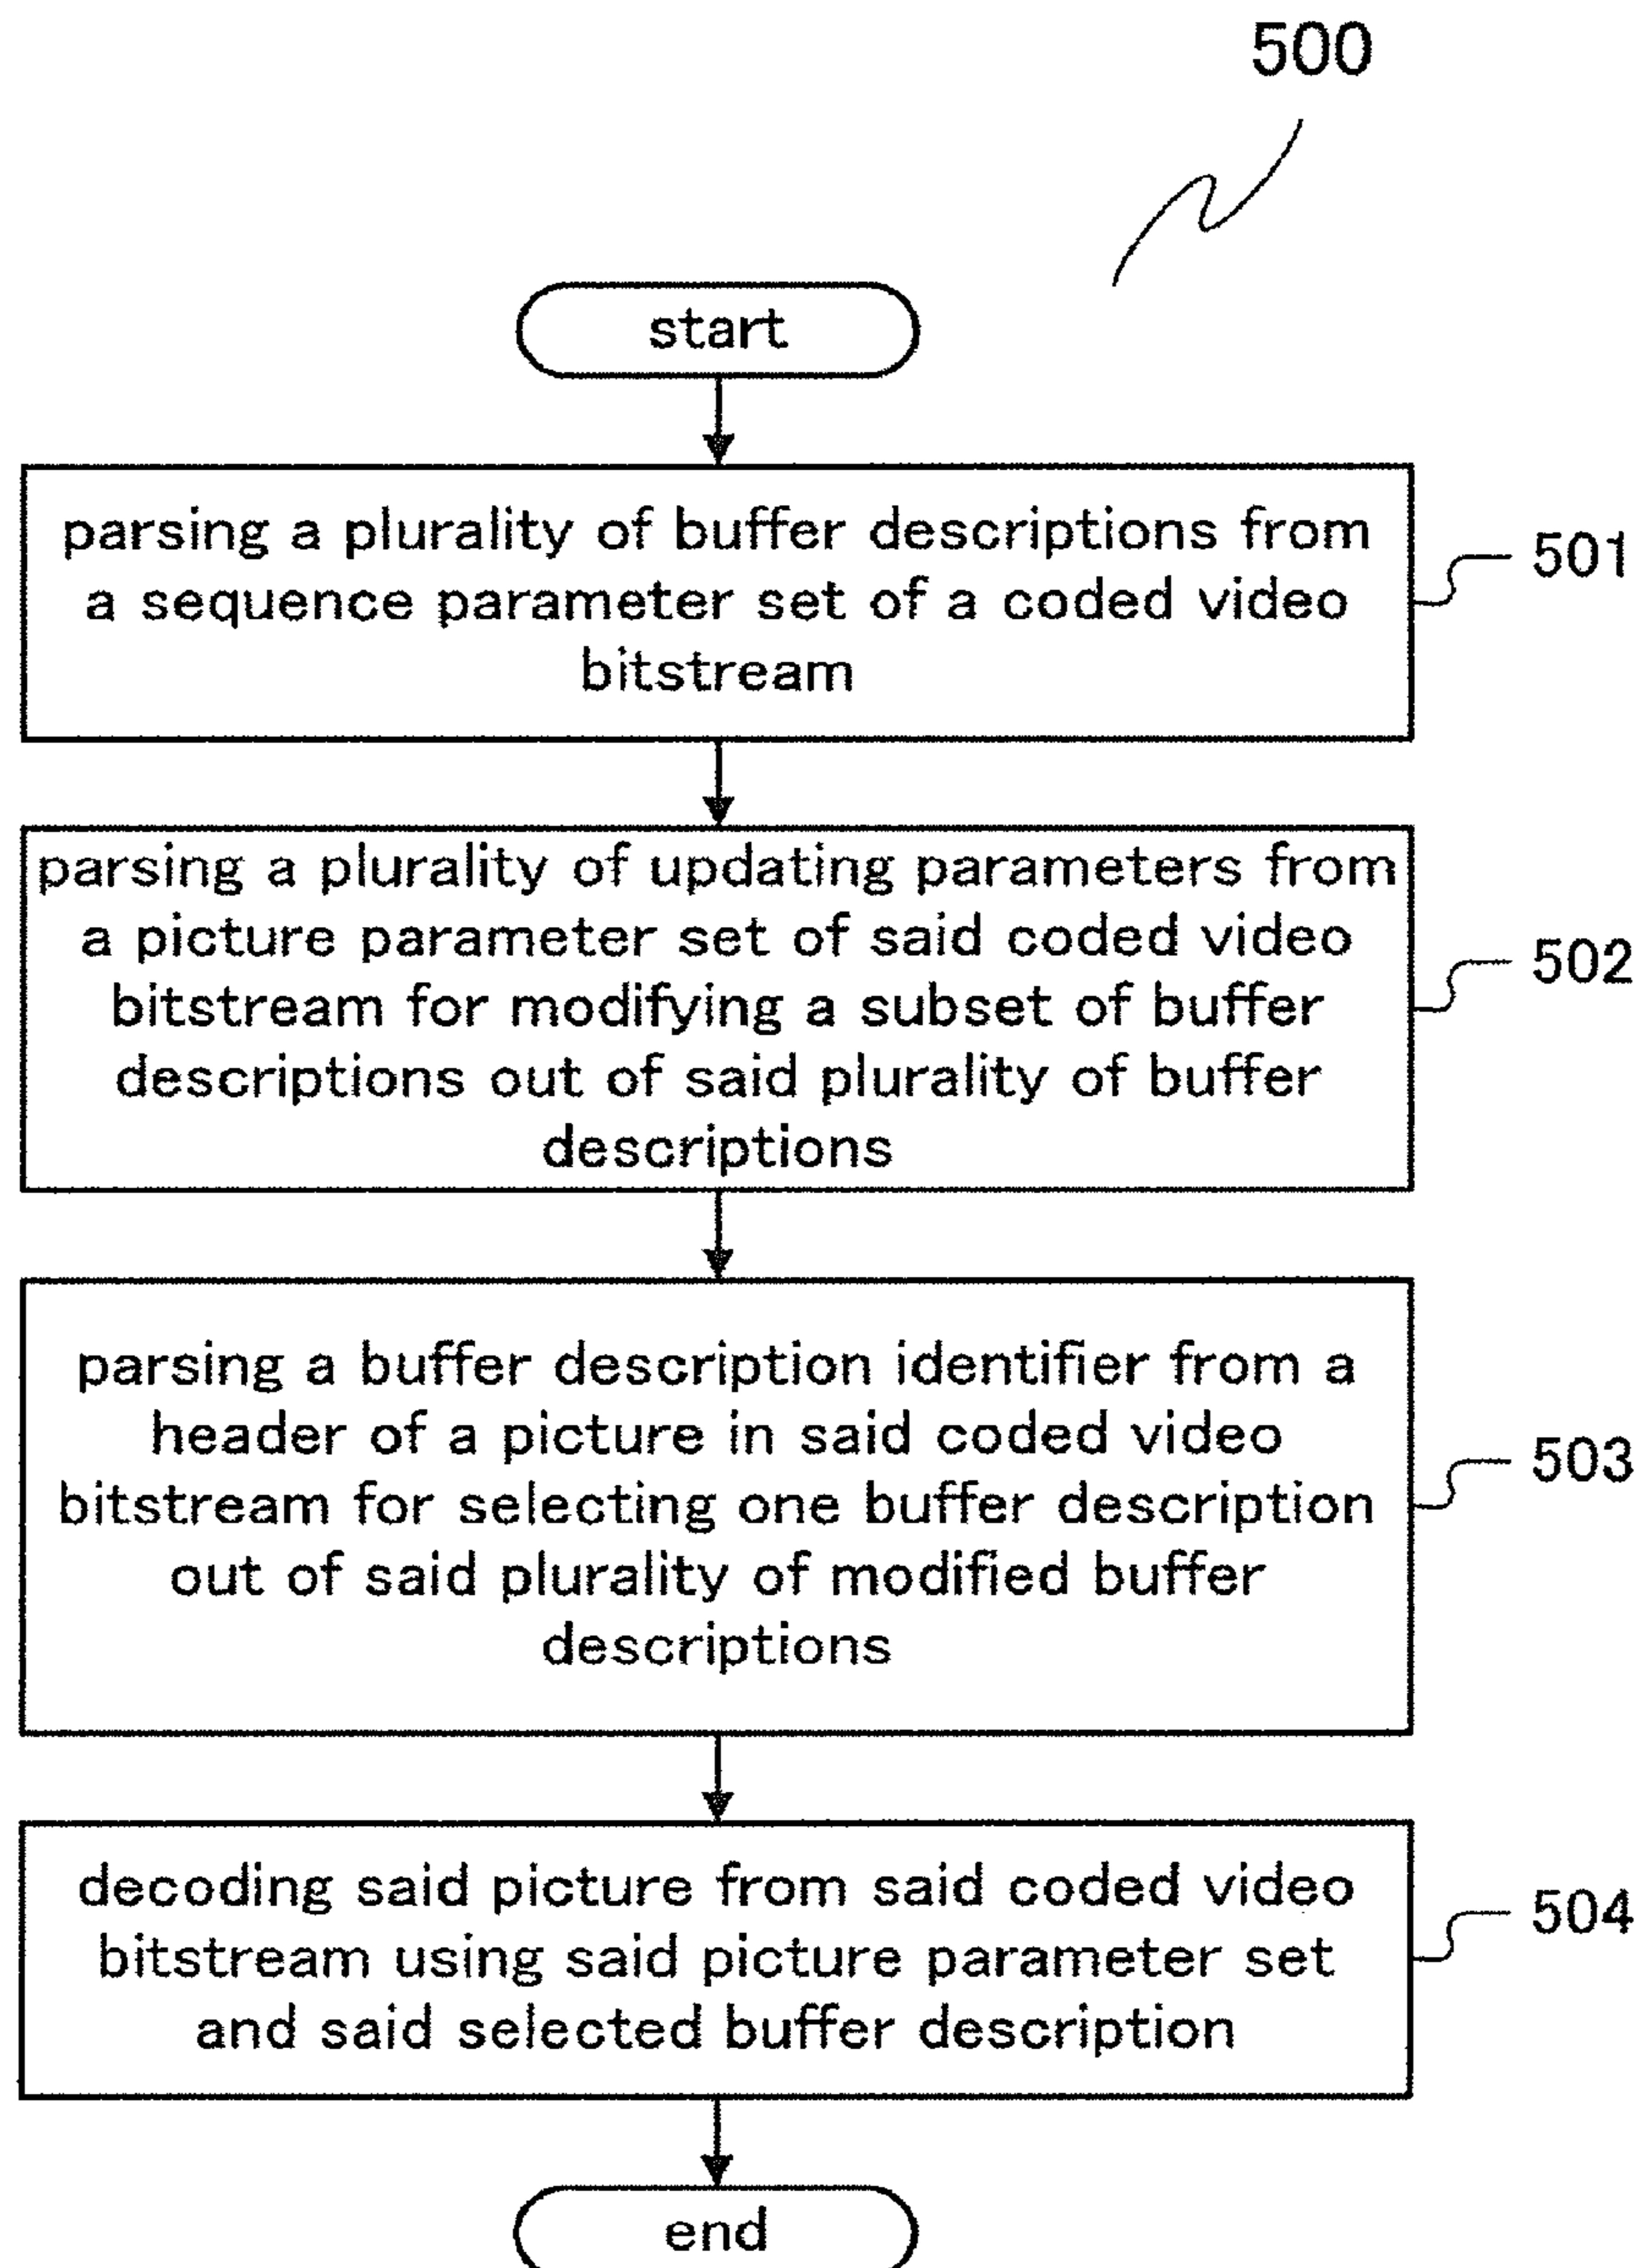 500
start
parsing a plurality of buffer descriptions from
a sequence parameter set of a coded video
bitstream
501
parsing a plurality of updating parameters from
a picture parameter set of said coded video
bitstream for modifying a subset of buffer
descriptions out of said plurality of buffer
descriptions
502
parsing a buffer description identifier from a
header of a picture in said coded video
bitstream for selecting one buffer description
out of said plurality of modified buffer
descriptions
503
decoding said picture from said coded video
bitstream using said picture parameter set
and said selected buffer description
504
end